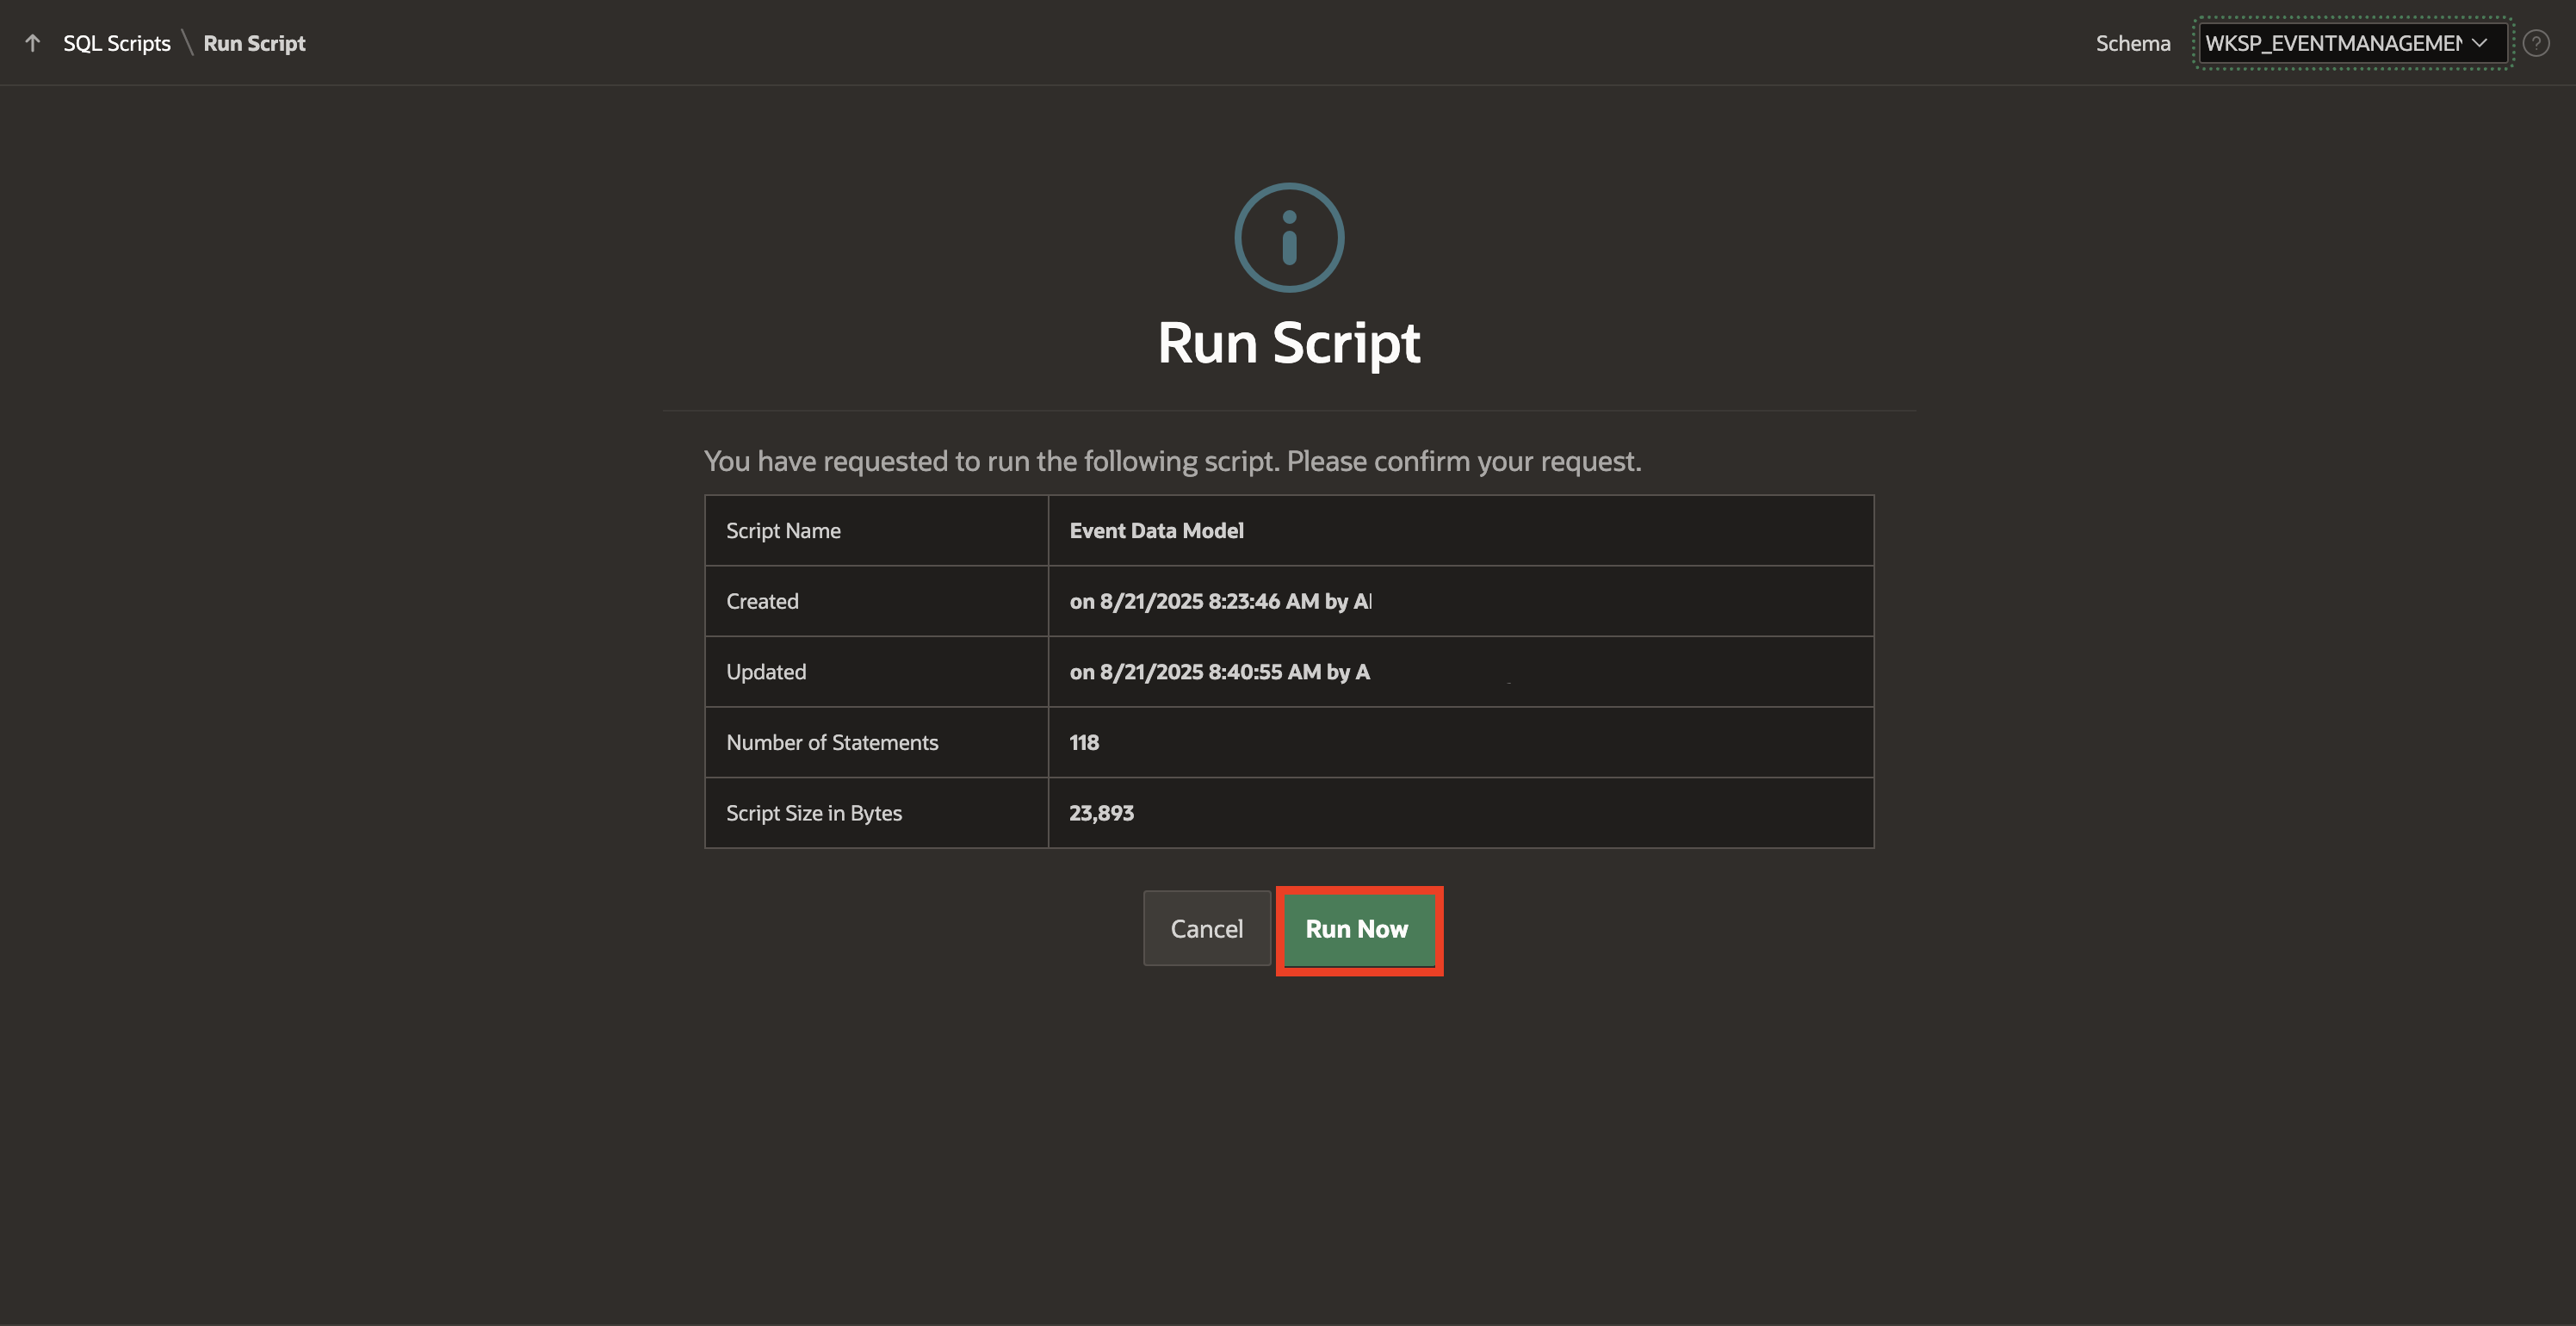 SQL Scripts \ Run Script
Schema WKSP_EVENTMANAGEMEN
Run Script
You have requested to run the following script. Please confirm your request.
Script Name Event Data Model
Created on 8/21/2025 8:23:46 AM by A
Updated on 8/21/2025 8:40:55 AM by A
Number of Statements 118
Script Size in Bytes 23,893
Cancel Run Now